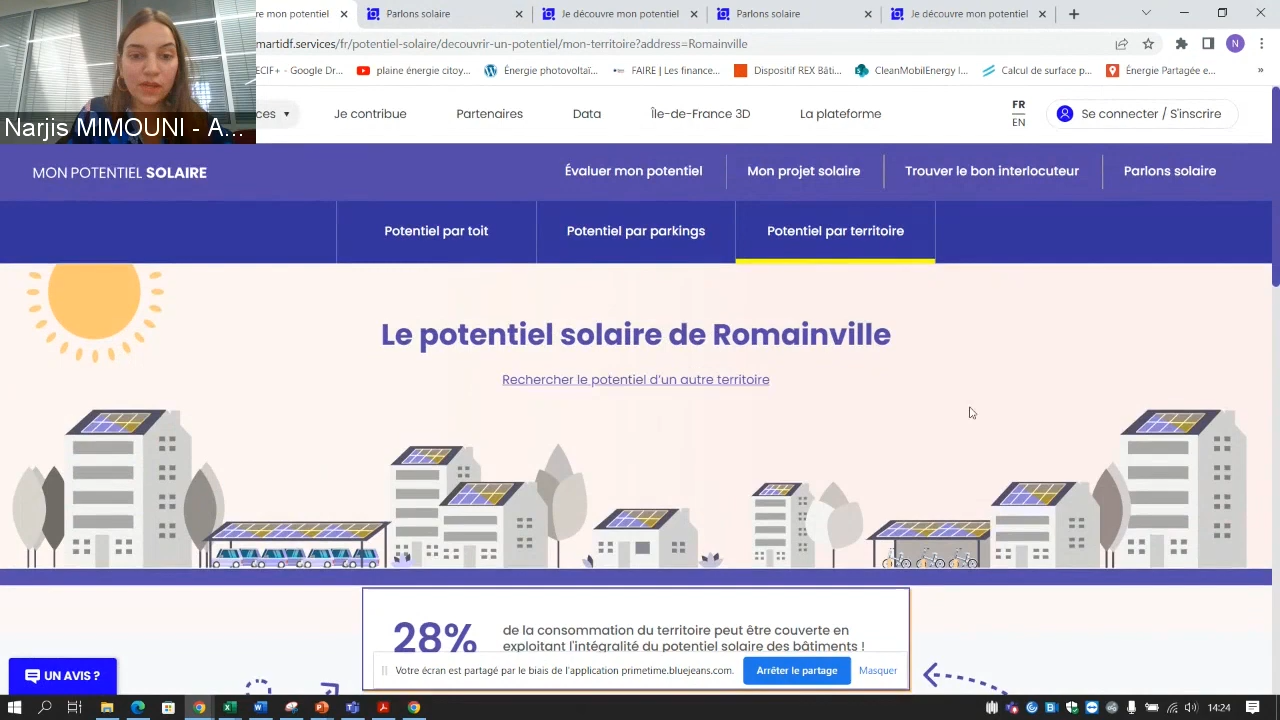 re mon potentiel
Parlons solaire
Je découvre mon potentiel
Parlons solaire
Je découvre mon potentiel
martidf.services/fr/potentiel-solaire/decouvrir-un-potentiel/mon-territoire?address=Romainville
N
ECIF+ - Google Dr...
plaine énergie citoy...
Energie photovoltaï...
FAIRE | Les finance...
Dispositif REX Bâti...
CleanMobilEnergy |...
Calcul de surface p...
Énergie Partagée...
»
Narjis MIMOUNI - A...
ces
Je contribue
Partenaires
Data
Île-de-France 3D
La plateforme
FR
EN
Se connecter / S'inscrire
MON POTENTIEL SOLAIRE
Évaluer mon potentiel
Mon projet solaire
Trouver le bon interlocuteur
Parlons solaire
Potentiel par toit
Potentiel par parkings
Potentiel par territoire
Le potentiel solaire de Romainville
Rechercher le potentiel d'un autre territoire
28%
de la consommation du territoire peut être couverte en
exploitant l'intégralité du potentiel solaire des bâtiments !
Votre écran est partagé par le biais de l'application primetime.bluejeans.com.
Arrêter le partage
Masquer
UN AVIS ?
14:24